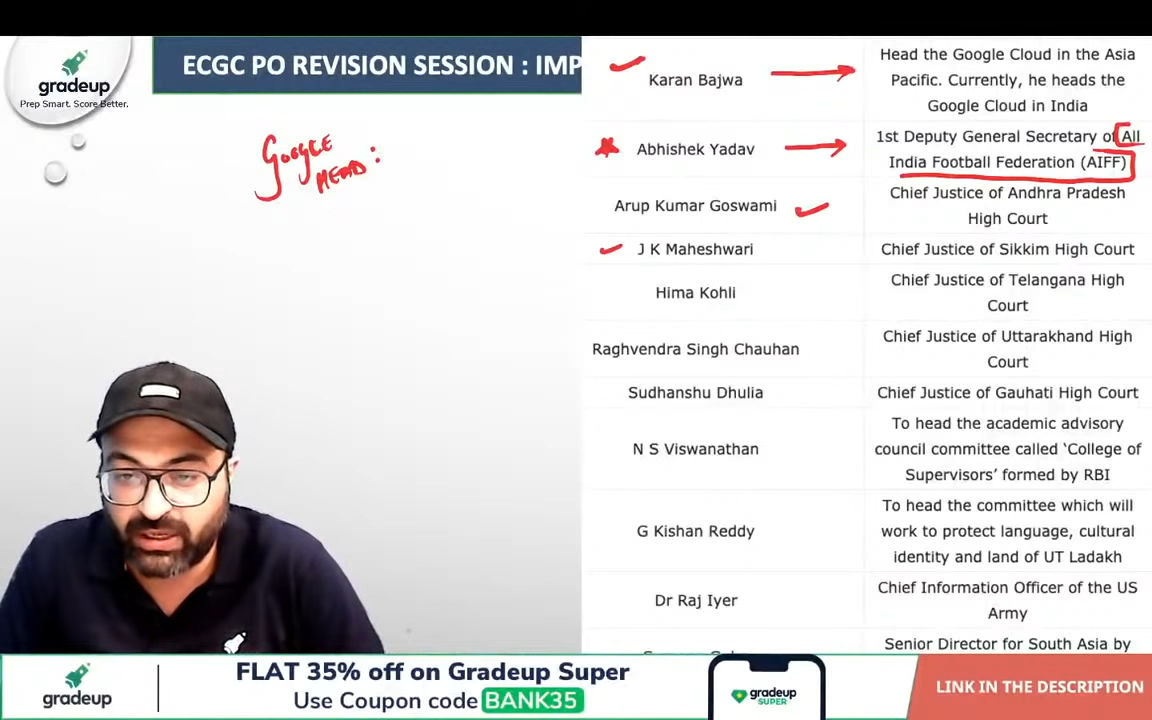 gradeup
Prep Smart. Score Better.
ECGC PO REVISION SESSION : IMP
GOOGLE
HEAD :
Karan Bajwa
Head the Google Cloud in the Asia
Pacific. Currently, he heads the
Google Cloud in India
Abhishek Yadav
1st Deputy General Secretary of All
India Football Federation (AIFF)
Arup Kumar Goswami
Chief Justice of Andhra Pradesh
High Court
J K Maheshwari
Chief Justice of Sikkim High Court
Hima Kohli
Chief Justice of Telangana High
Court
Raghvendra Singh Chauhan
Chief Justice of Uttarakhand High
Court
Sudhanshu Dhulia
Chief Justice of Gauhati High Court
N S Viswanathan
To head the academic advisory
council committee called ‘College of
Supervisors’ formed by RBI
G Kishan Reddy
To head the committee which will
work to protect language, cultural
identity and land of UT Ladakh
Dr Raj Iyer
Chief Information Officer of the US
Army
Senior Director for South Asia by
gradeup
FLAT 35% off on Gradeup Super
Use Coupon code BANK35
gradeup
SUPER
LINK IN THE DESCRIPTION